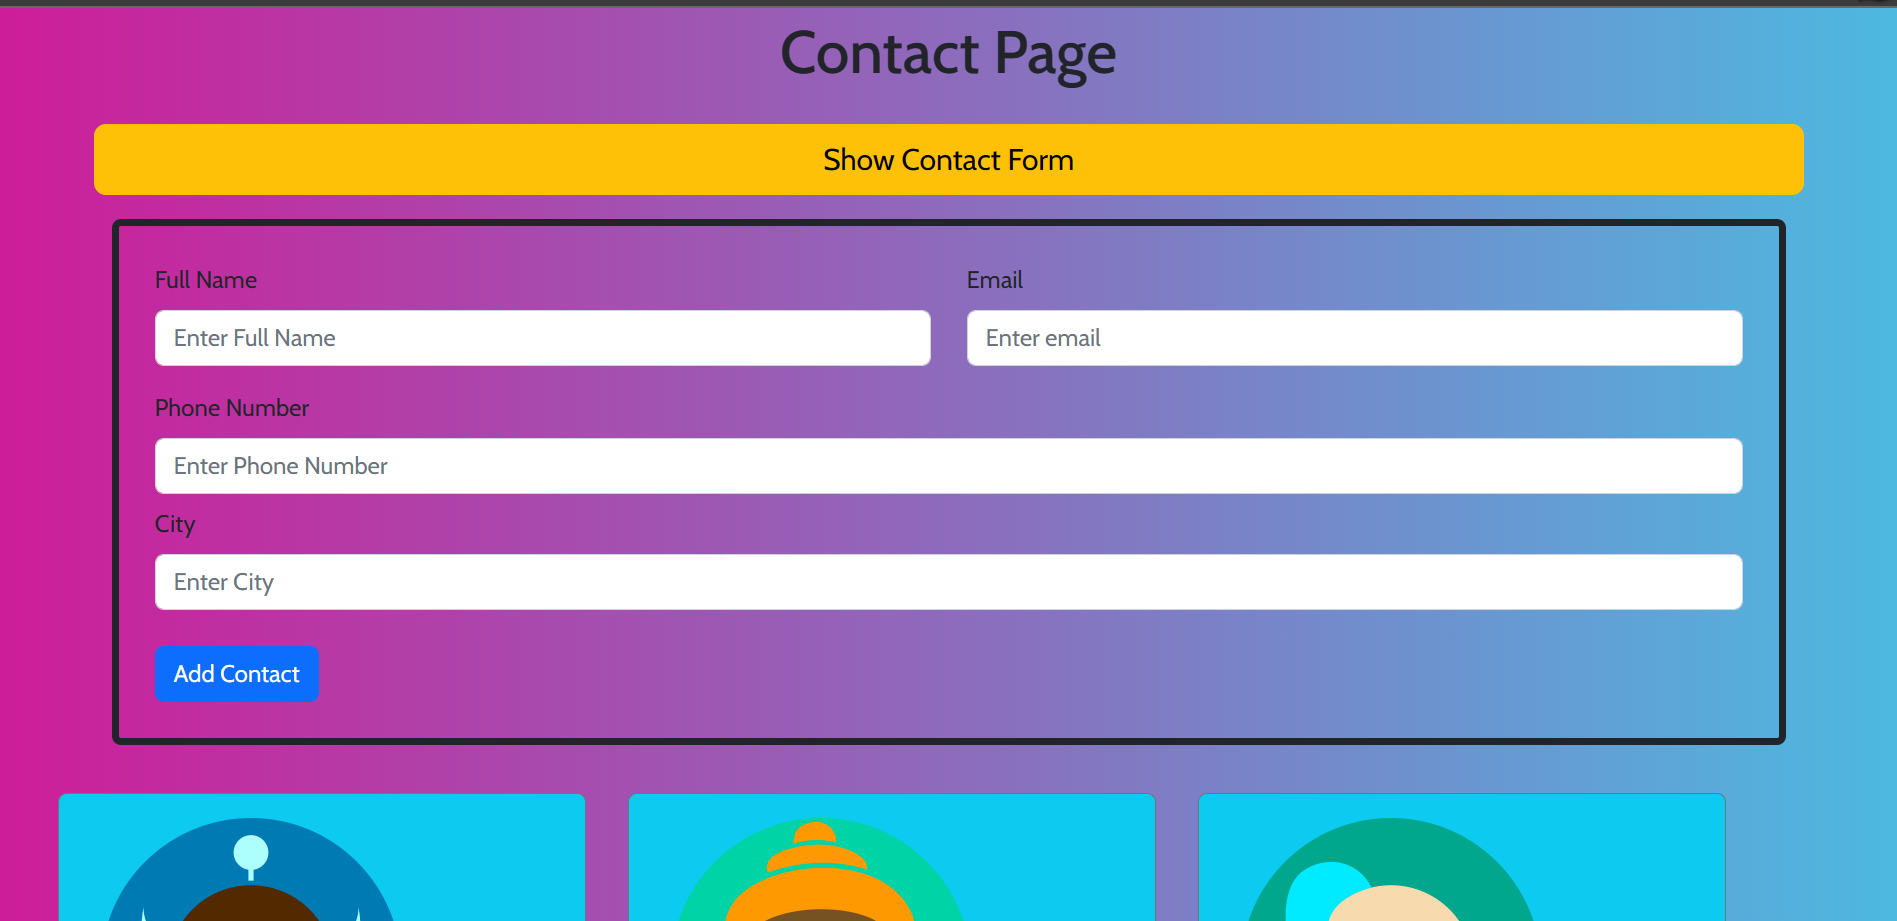 Contact Page
Show Contact Form
Full Name
Email
Enter Full Name
Enter email
Phone Number
Enter Phone Number
City
Enter City
Add Contact